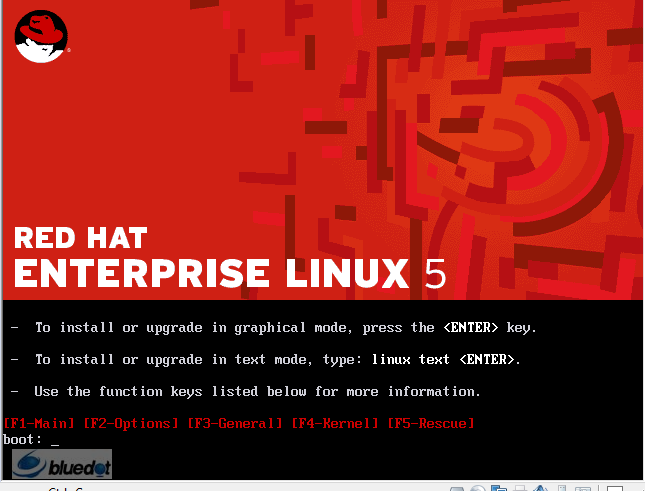 RED HAT
ENTERPRISE LINUX 5
- To install or upgrade in graphical mode, press the <ENTER> key.
- To install or upgrade in text mode, type: linux text <ENTER>.
- Use the function keys listed below for more information.
[F1-Main] [F2-Options] [F3-General] [F4-Kernel] [F5-Rescue]
boot: _
bluedot